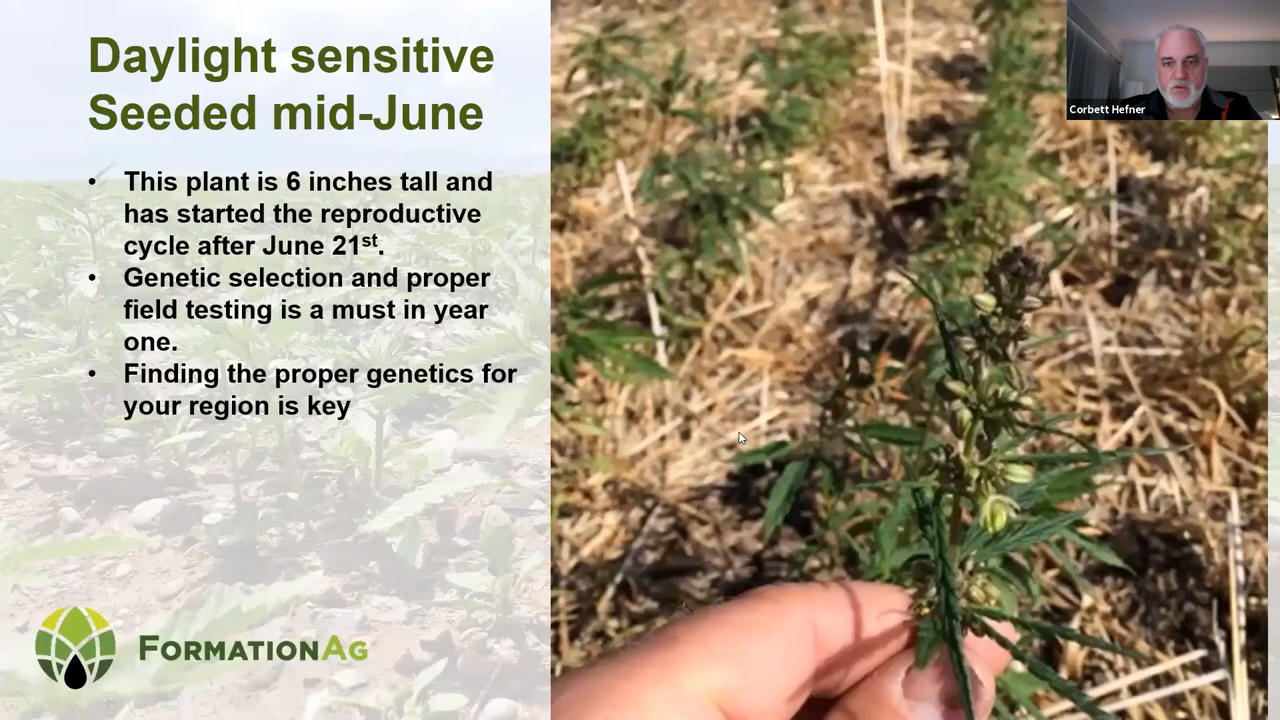 Daylight sensitive
Seeded mid-June
• This plant is 6 inches tall and
has started the reproductive
cycle after June 21st.
• Genetic selection and proper
field testing is a must in year
one.
• Finding the proper genetics for
your region is key
FORMATIONAG
Corbett Hefner